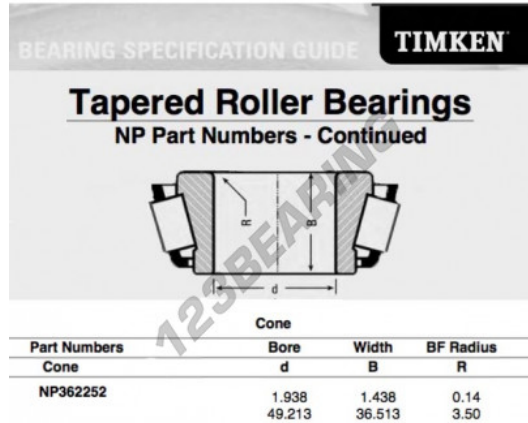 BEARING SPECIFICATION GUIDE
TIMKEN
Tapered Roller Bearings
NP Part Numbers - Continued
R
B
d
123BEARING
Cone
Part Numbers Bore Width BF Radius
Cone d B R
NP362252 1.938 1.438 0.14
49.213 36.513 3.50